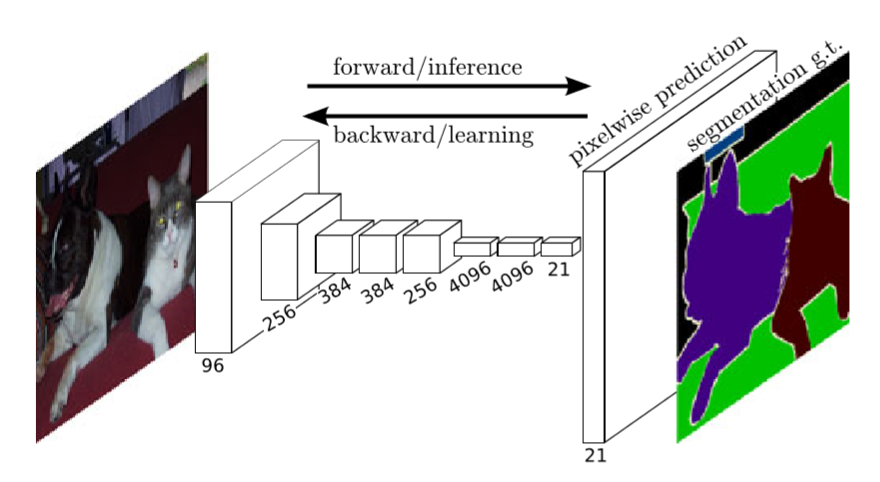 forward/inference
backward/learning
pixelwise prediction
segmentation g.t.
96
256
384
384
256
4096
4096
21
21